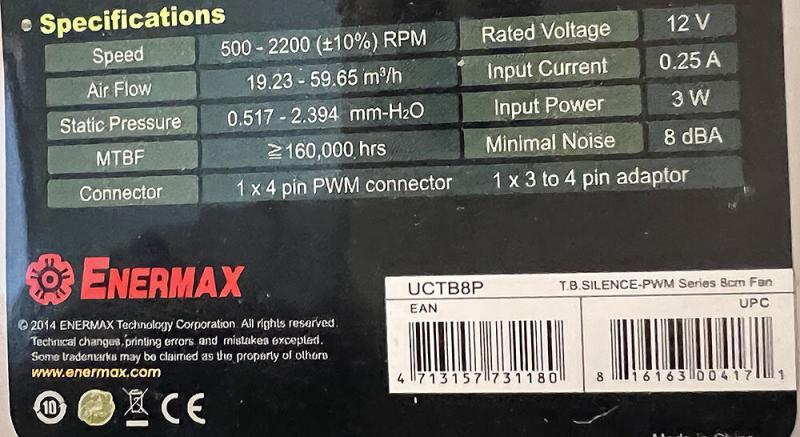 Specifications
Speed 500 - 2200 (±10%) RPM Rated Voltage 12 V
Air Flow 19.23 - 59.65 m³/h Input Current 0.25 A
Static Pressure 0.517 - 2.394 mm-H₂O Input Power 3 W
MTBF ≧160,000 hrs Minimal Noise 8 dBA
Connector 1 x 4 pin PWM connector 1 x 3 to 4 pin adaptor
ENERMAX
© 2014 ENERMAX Technology Corporation All rights reserved.
Technical changes, printing errors and mistakes excepted.
Some trademarks may be claimed as the property of others
www.enermax.com
10
CE
UCTB8P T.B.SILENCE-PWM Series 8cm Fan
EAN UPC
4 713157 731180 8 16163 00417 1
Made in China